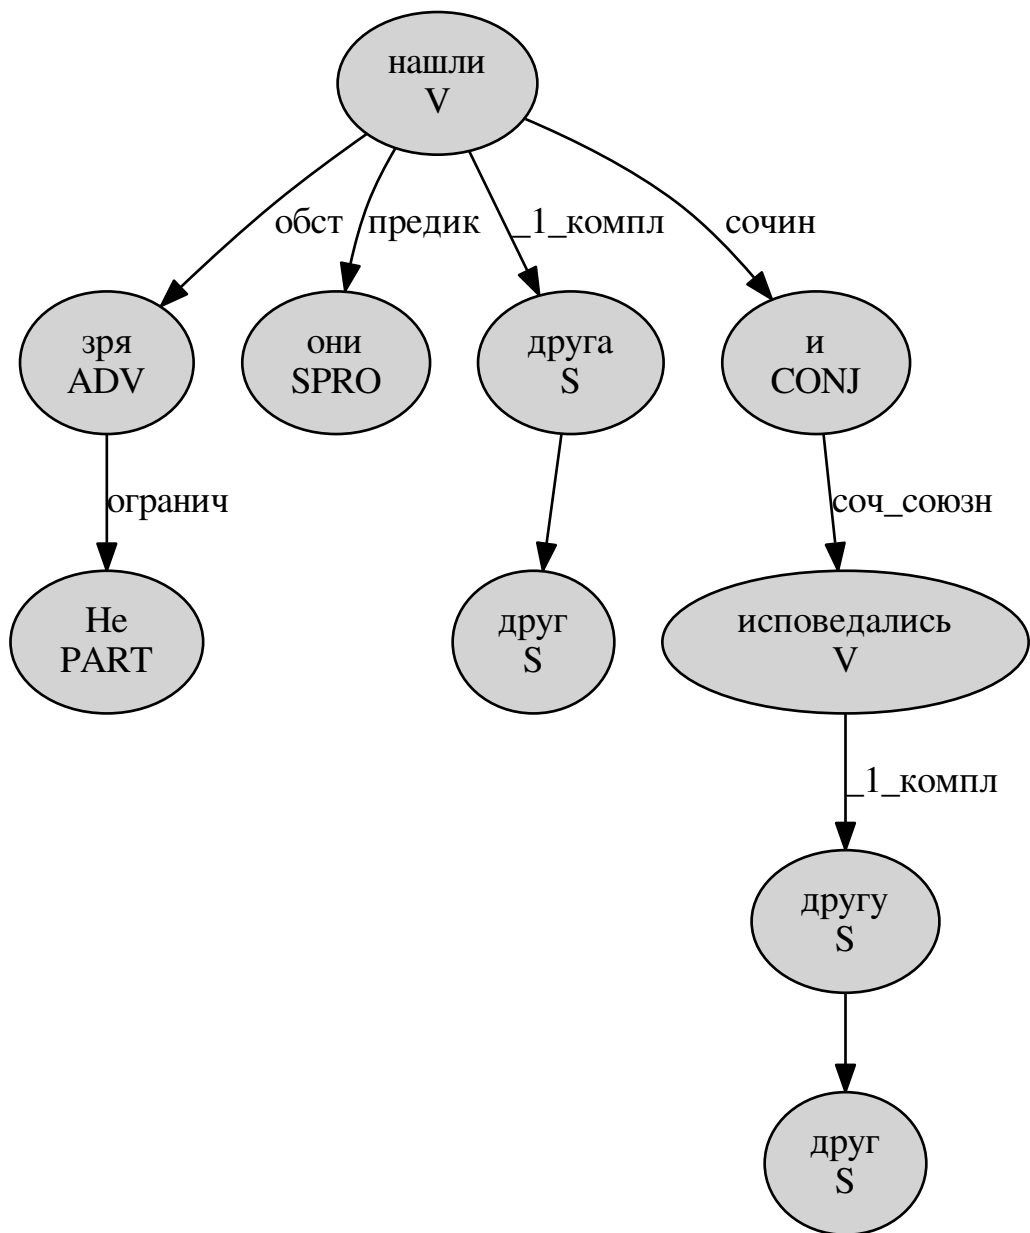 нашли
V
обст
предик
_1_компл
сочин
зря
ADV
они
SPRO
друга
S
и
CONJ
огранич
соч_союзн
Не
PART
друг
S
исповедались
V
_1_компл
другу
S
друг
S